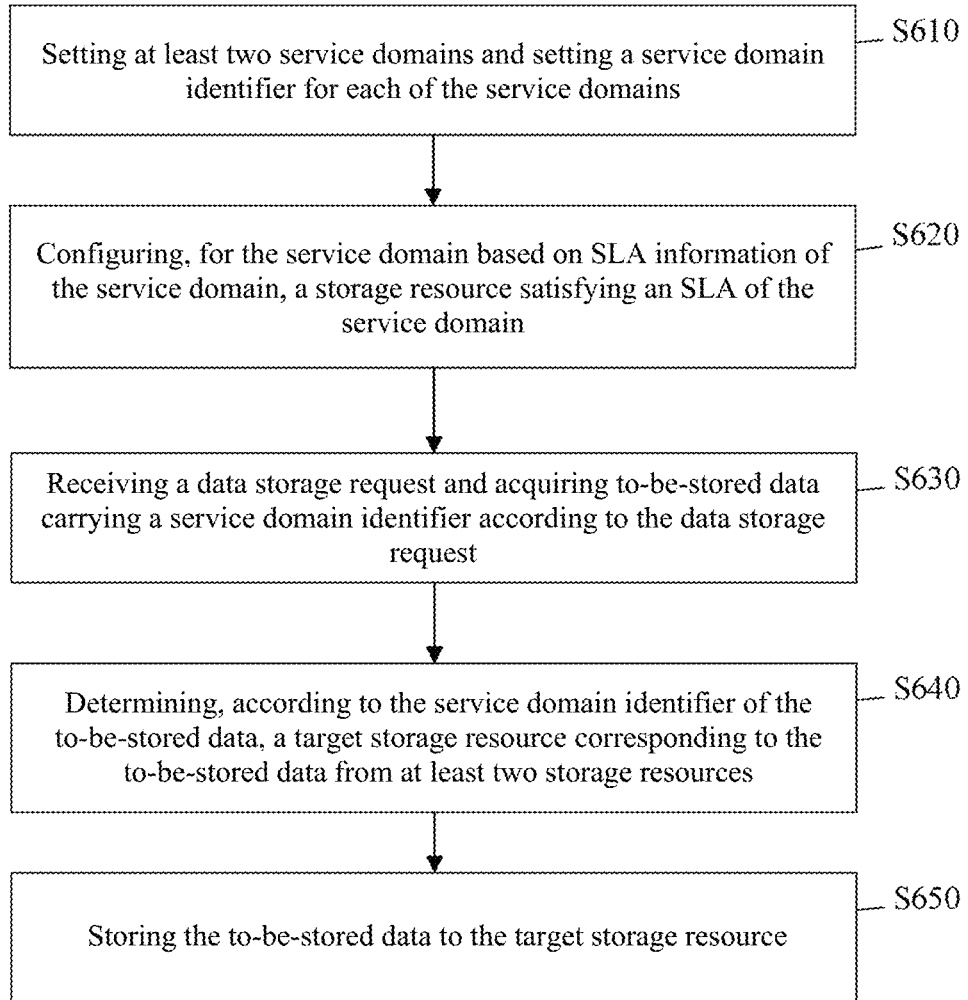 S610
Setting at least two service domains and setting a service domain
identifier for each of the service domains
S620
Configuring, for the service domain based on SLA information of
the service domain, a storage resource satisfying an SLA of the
service domain
S630
Receiving a data storage request and acquiring to-be-stored data
carrying a service domain identifier according to the data storage
request
S640
Determining, according to the service domain identifier of the
to-be-stored data, a target storage resource corresponding to the
to-be-stored data from at least two storage resources
S650
Storing the to-be-stored data to the target storage resource